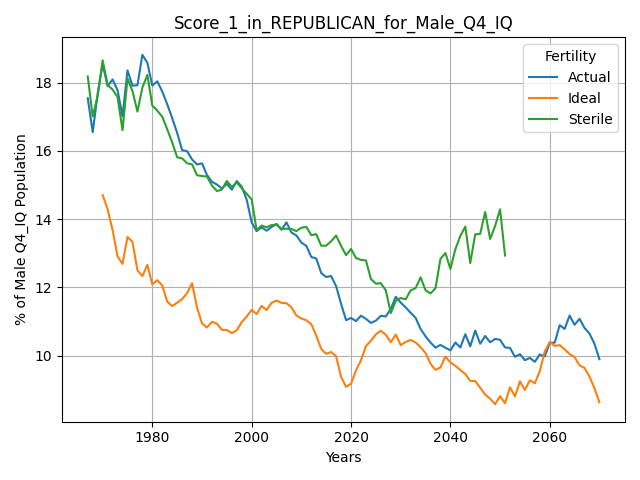 Score_1_in_REPUBLICAN_for_Male_Q4_IQ
Fertility
Actual
Ideal
Sterile
% of Male Q4_IQ Population
18
16
14
12
10
1980
2000
2020
2040
2060
Years